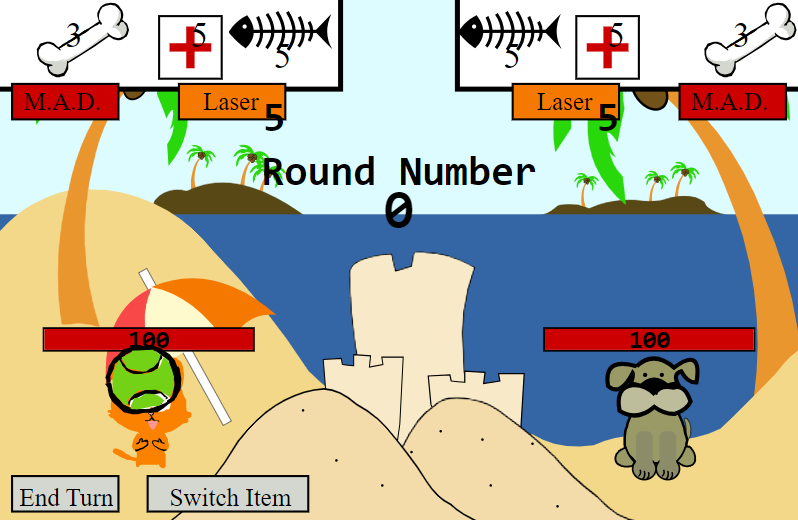 3 5 5 5 5 3
M.A.D. Laser 5 Laser 5 M.A.D.
Round Number
0
100 100
End Turn Switch Item